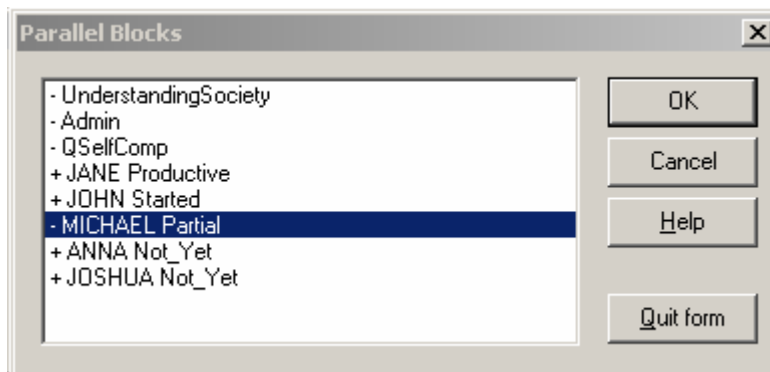 Parallel Blocks
- UnderstandingSociety
- Admin
- QSelfComp
+ JANE Productive
+ JOHN Started
- MICHAEL Partial
+ ANNA Not_Yet
+ JOSHUA Not_Yet
OK
Cancel
Help
Quit form